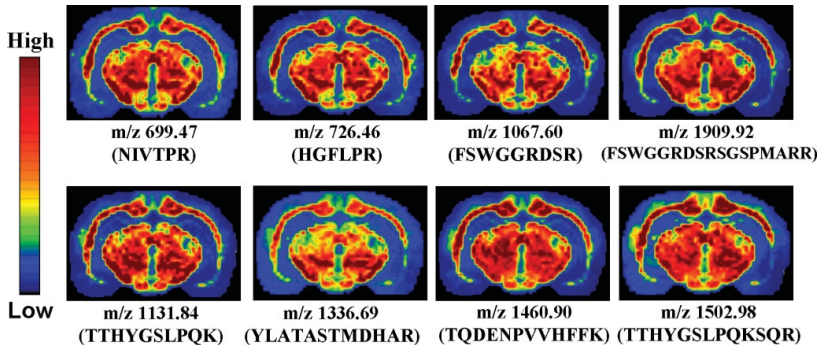 High
Low
m/z 699.47
(NIVTPR)
m/z 726.46
(HGFLPR)
m/z 1067.60
(FSWGGRDSR)
m/z 1909.92
(FSWGGRDSRSGSPMARR)
m/z 1131.84
(TTHYGSLPQK)
m/z 1336.69
(YLATASTMDHAR)
m/z 1460.90
(TQDENPVVHFFK)
m/z 1502.98
(TTHYGSLPQKSQR)